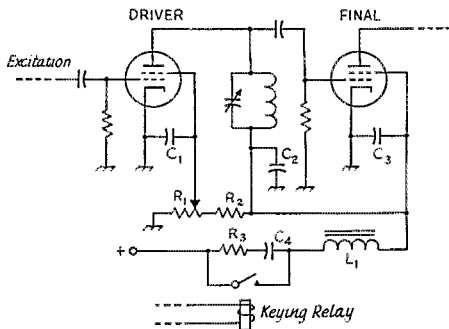 DRIVER
FINAL
Excitation
C1
C2
C3
R1
R2
+
R3
C4
L1
Keying Relay